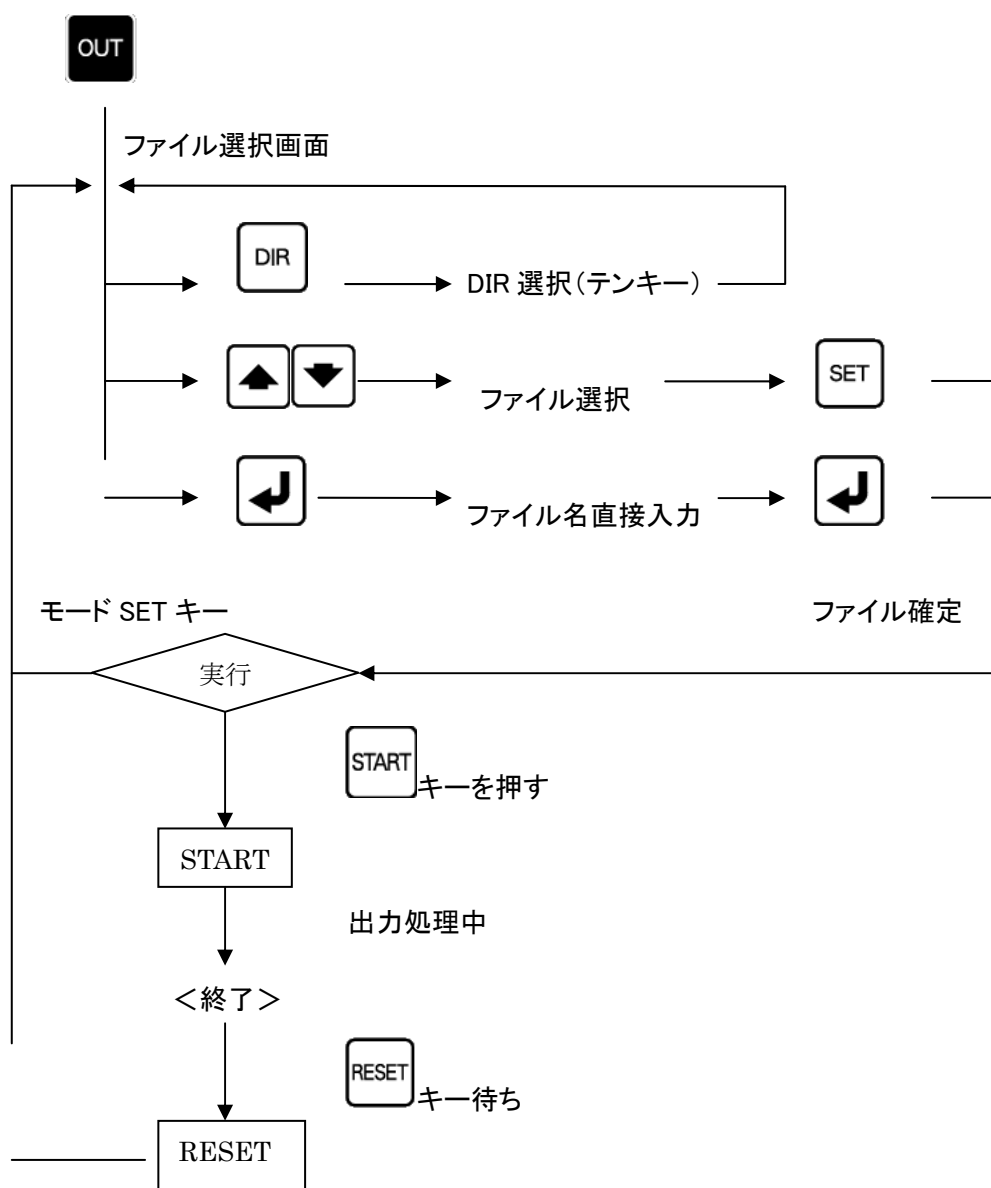 OUT
ファイル選択画面
DIR
DIR 選択（テンキー）
ファイル選択
SET
ファイル名直接入力
モード SET キー
ファイル確定
実行
START
キーを押す
START
出力処理中
＜終了＞
RESET
キー待ち
RESET